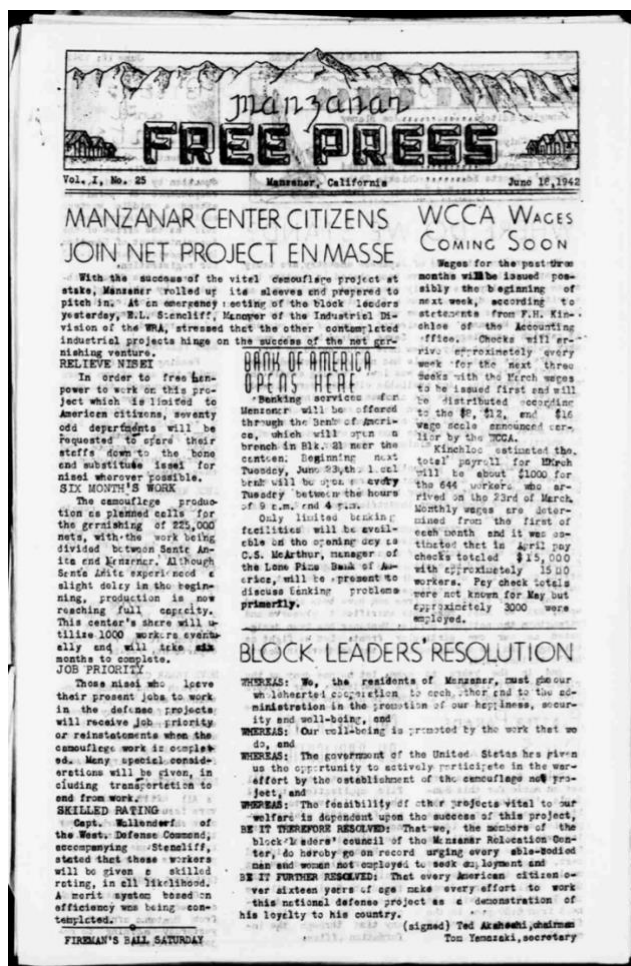 manzanar
FREE PRESS
Vol. I, No. 25 Manzanar, California June 18, 1942
MANZANAR CENTER CITIZENS
JOIN NET PROJECT EN MASSE
With the success of the vital camouflage project at
stake, Manzanar rolled up its sleeves and prepared to
pitch in. At an emergency meeting of the block leaders
yesterday, H.L. Stancliff, Manager of the Industrial Di-
vision of the WRA, stressed that the other contemplated
industrial projects hinge on the success of the net gar-
nishing venture.
RELIEVE NISEI
In order to free man-
power to work on this pro-
ject which is limited to
American citizens, seventy
odd departments will be
requested to spare their
staffs down to the bone
and substitute issei for
nisei wherever possible.
SIX MONTH'S WORK
The camouflage produc-
tion as planned calls for
the garnishing of 225,000
nets, with the work being
divided between Santa An-
ita and Manzanar. Although
Santa Anita experienced a
slight delay in the begin-
ning, production is now
reaching full capacity.
This center's share will u-
tilize 1000 workers eventu-
ally and will take six
months to complete.
JOB PRIORITY
Those nisei who leave
their present jobs to work
in the defense projects
will receive job priority
or reinstatements when the
camouflage work is complet-
ed. Many special consid-
erations will be given, in
cluding transportation to
and from work.
SKILLED RATING
Capt. of
the West. Defense Command,
accompanying Stancliff,
stated that these workers
will be given a skilled
rating, in all likelihood.
A merit system based on
efficiency was being con-
templated.
FIREMAN'S BALL SATURDAY
BANK OF AMERICA
OPENS HERE
Banking services for
Manzanar will be offered
through the Bank of Ameri-
ca, which will open a
branch in Blk. 21 near the
canteen. Beginning next
Tuesday, June 23, the local
bank will be open every
Tuesday between the hours
of 9 a.m. and 4 p.m.
Only limited banking
facilities will be avail-
able on the opening day as
C.S. McArthur, manager of
the Lone Pine Bank of Am-
erica, will be present to
discuss banking problems
primarily.
WCCA WAGES
COMING SOON
Wages for the past three
months will be issued pos-
sibly the beginning of
next week, according to
statements from F.H. Kin-
chloe of the Accounting
office. Checks will ar-
rive approximately every
week for the next three
weeks with the March wages
to be issued first and will
be distributed according
to the $8, $12, and $16
wage scale announced ear-
lier by the WCCA.
Kinchloe estimated the
total payroll for March
will be about $1000 for
the 644 workers who ar-
rived on the 23rd of March.
Monthly wages are deter-
mined from the first of
each month and it was es-
timated that in April pay
checks totaled $15,000
with approximately 1500
workers. Pay check totals
were not known for May but
approximately 3000 were
employed.
BLOCK LEADERS' RESOLUTION
WHEREAS: We, the residents of Manzanar, must
wholehearted cooperation to each other and to the ad-
ministration in the promotion of our happiness, secur-
ity and well-being, and
WHEREAS: Our well-being is promoted by the work that we
do, and
WHEREAS: The government of the United States has given
us the opportunity to actively participate in the war-
effort by the establishment of the camouflage net pro-
ject, and
WHEREAS: The feasibility of other projects vital to our
welfare is dependent upon the success of this project,
BE IT THEREFORE RESOLVED: That we, the members of the
block leaders' council of the Manzanar Relocation Cen-
ter, do hereby go on record urging every able-bodied
man and woman not employed to seek employment and
BE IT FURTHER RESOLVED: That every American citizen o-
ver sixteen years of age make every effort to work
this national defense project as a demonstration of
his loyalty to his country.
(signed) Ted Akahoshi, chairman
Tom Yamazaki, secretary